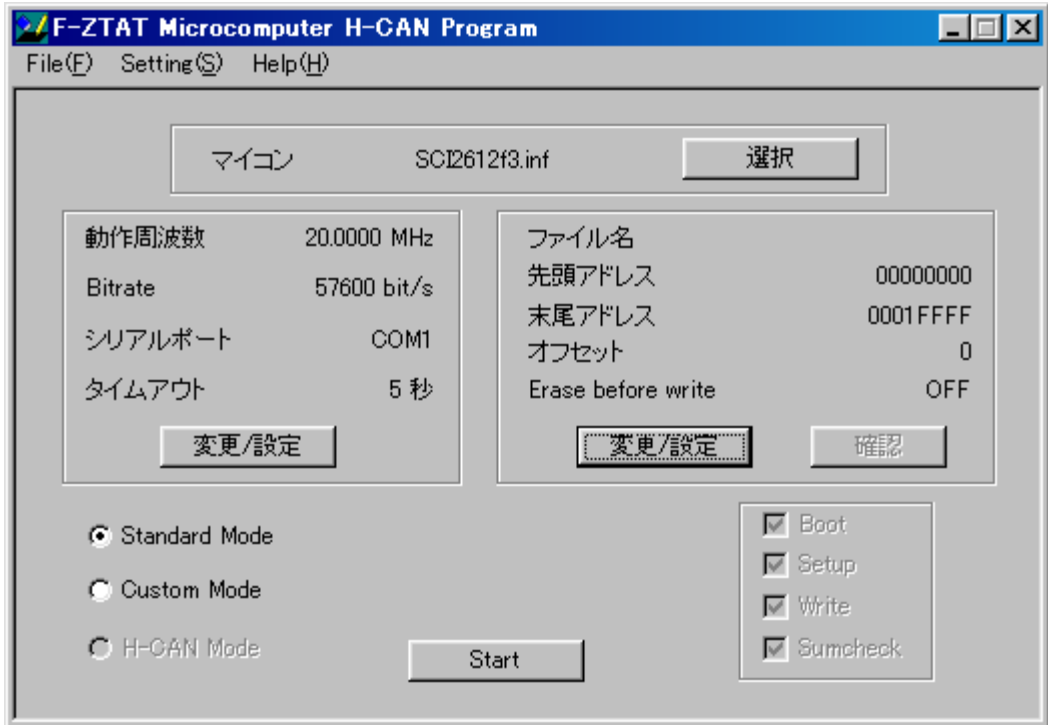 F-ZTAT Microcomputer H-CAN Program
File(F) Setting(S) Help(H)
マイコン SCI2612f3.inf 選択
動作周波数 20.0000 MHz
Bitrate 57600 bit/s
シリアルポート COM1
タイムアウト 5 秒
変更/設定
ファイル名
先頭アドレス 00000000
末尾アドレス 0001FFFF
オフセット 0
Erase before write OFF
変更/設定 確認
Standard Mode
Custom Mode
H-CAN Mode
Start
Boot
Setup
Write
Sumcheck